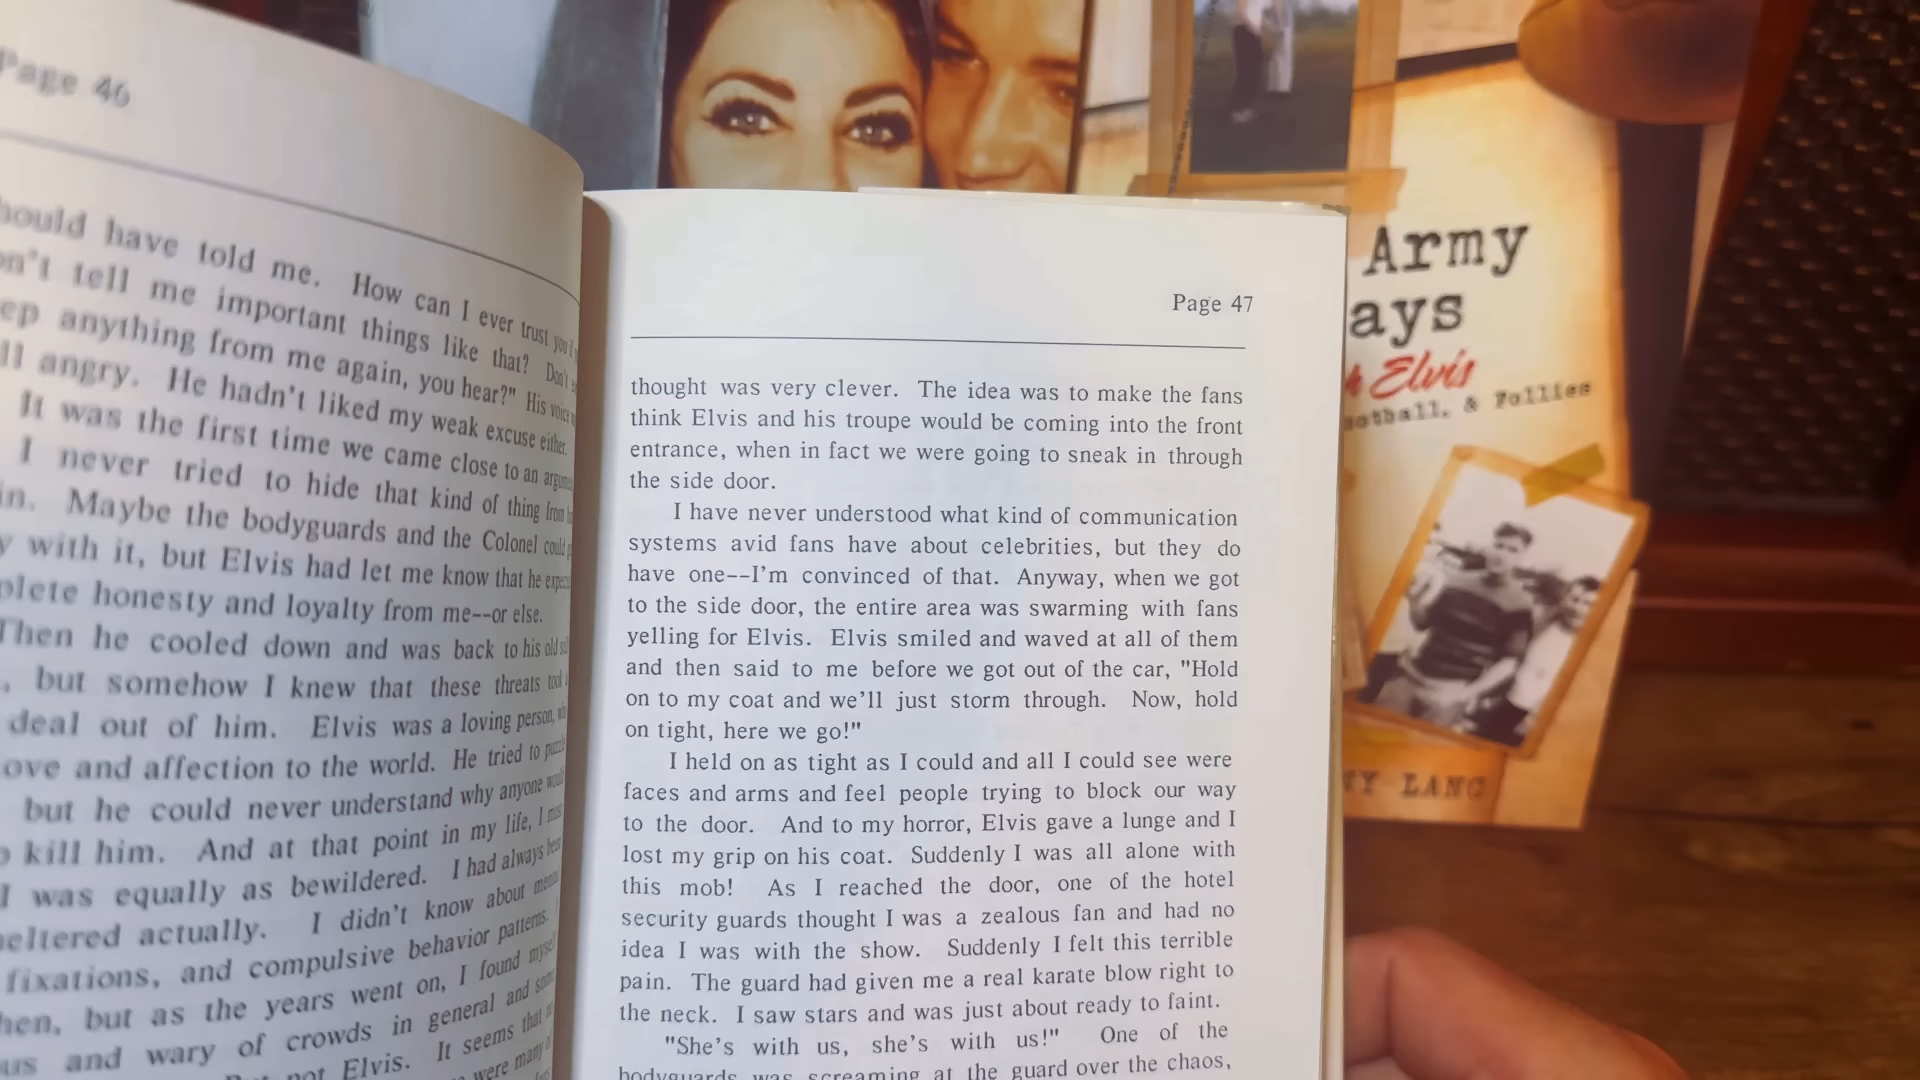 Page 46
have told me. How can I ever trust you
tell me important things like that? Don't
anything from me again, you hear?" His voice
angry. He hadn't liked my weak excuse either.
It was the first time we came close to an
I never tried to hide that kind of thing from
Maybe the bodyguards and the Colonel could
with it, but Elvis had let me know that he
honesty and loyalty from me--or else.
Then he cooled down and was back to his old
but somehow I knew that these threats took
deal out of him. Elvis was a loving person,
and affection to the world. He tried to
but he could never understand why anyone would
kill him. And at that point in my life, I must
I was equally as bewildered. I had always been
actually. I didn't know about
fixations, and compulsive behavior patterns.
but as the years went on, I found myself
and wary of crowds in general and some
not Elvis. It seems that
were many
Page 47
thought was very clever. The idea was to make the fans
think Elvis and his troupe would be coming into the front
entrance, when in fact we were going to sneak in through
the side door.
I have never understood what kind of communication
systems avid fans have about celebrities, but they do
have one--I'm convinced of that. Anyway, when we got
to the side door, the entire area was swarming with fans
yelling for Elvis. Elvis smiled and waved at all of them
and then said to me before we got out of the car, "Hold
on to my coat and we'll just storm through. Now, hold
on tight, here we go!"
I held on as tight as I could and all I could see were
faces and arms and feel people trying to block our way
to the door. And to my horror, Elvis gave a lunge and I
lost my grip on his coat. Suddenly I was all alone with
this mob! As I reached the door, one of the hotel
security guards thought I was a zealous fan and had no
idea I was with the show. Suddenly I felt this terrible
pain. The guard had given me a real karate blow right to
the neck. I saw stars and was just about ready to faint.
"She's with us, she's with us!" One of the
bodyguards was screaming at the guard over the chaos,
Army
ays
Elvis
& Follies
LANG